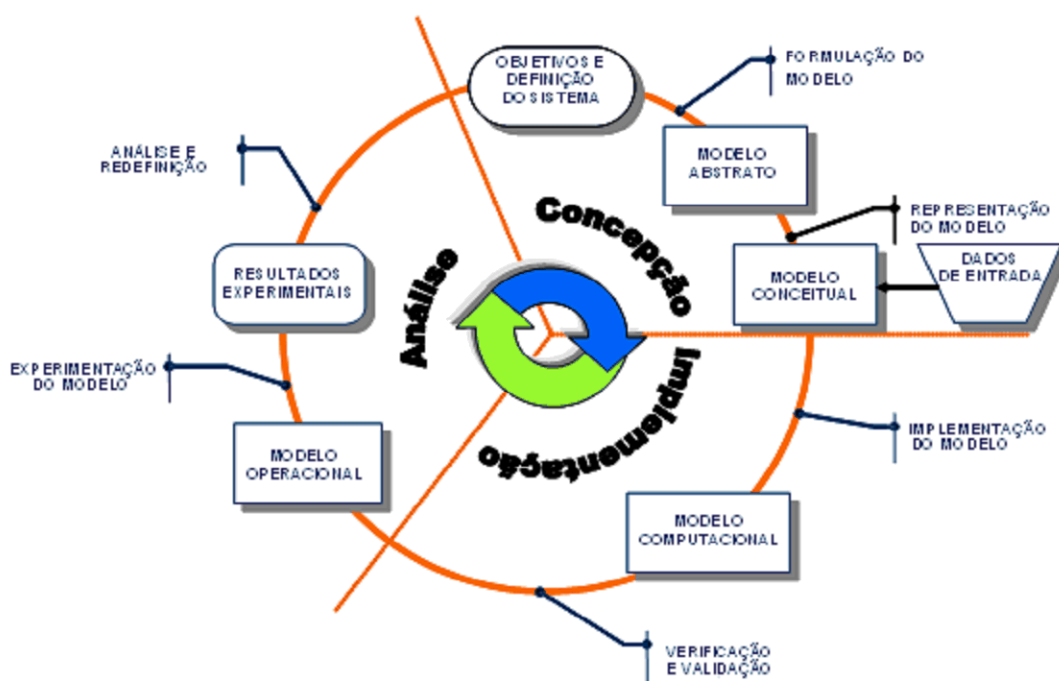 OBJETIVOS E
DEFINIÇÃO
DO SISTEMA
FORMULAÇÃO DO
MODELO
MODELO
ABSTRATO
REPRESENTAÇÃO
DO MODELO
MODELO
CONCEITUAL
DADOS
DE ENTRADA
IMPLEMENTAÇÃO
DO MODELO
MODELO
COMPUTACIONAL
VERIFICAÇÃO
E VALIDAÇÃO
MODELO
OPERACIONAL
EXPERIMENTAÇÃO
DO MODELO
RESULTADOS
EXPERIMENTAIS
ANÁLISE E
REDEFINIÇÃO
Concepção
Implementação
Análise